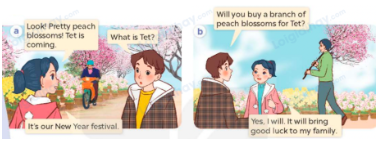 a
Look! Pretty peach
blossoms! Tet is
coming.
What is Tet?
It's our New Year festival.
b
Will you buy a branch of
peach blossoms for Tet?
Yes, I will. It will bring
good luck to my family.